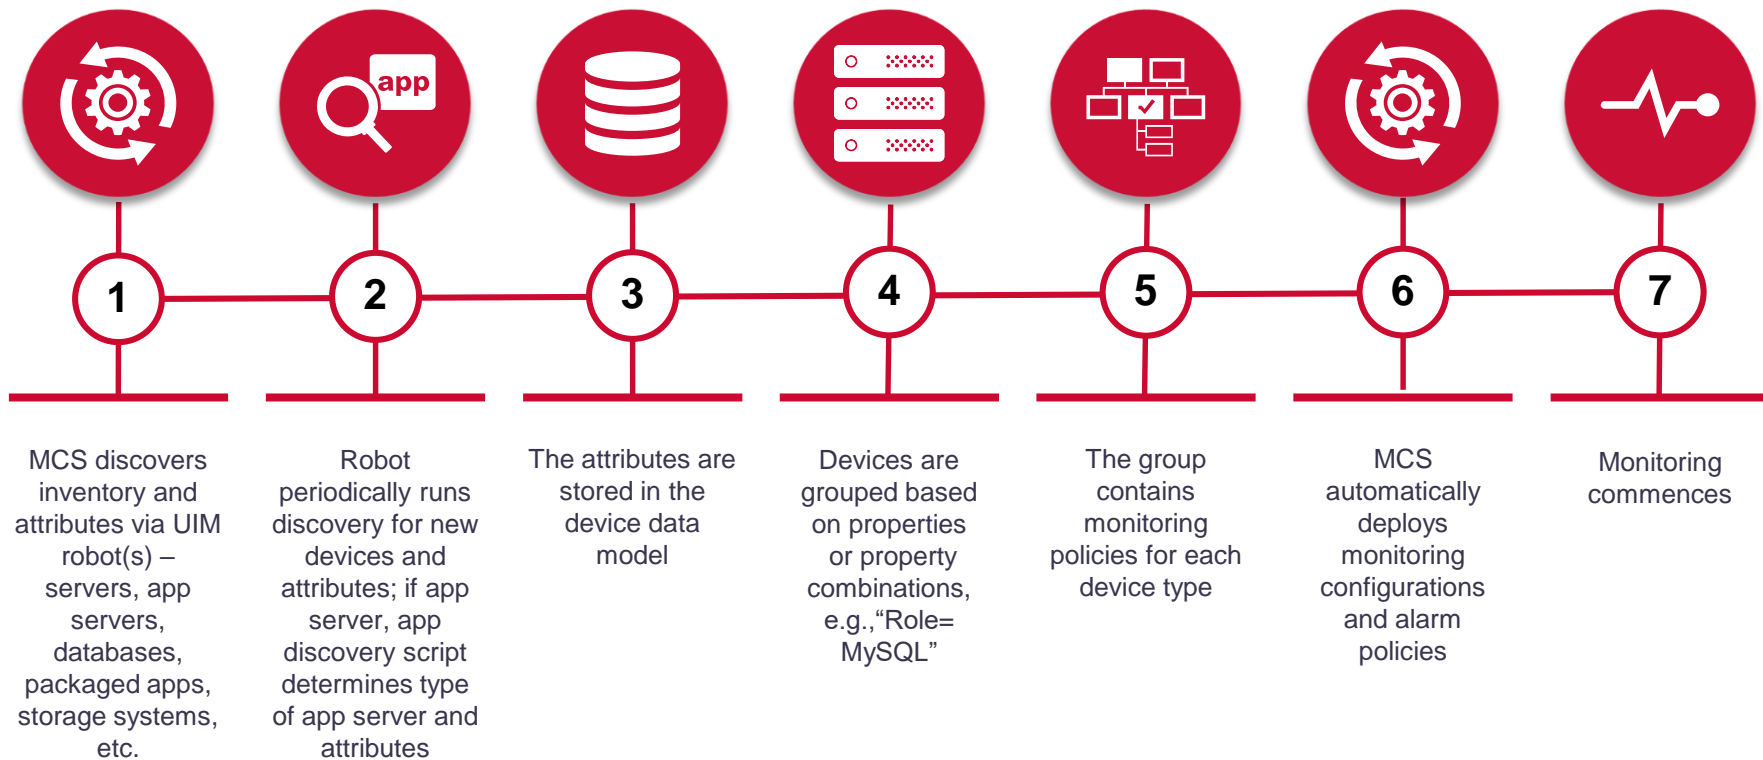 app
1
2
3
4
5
6
7
MCS discovers
inventory and
attributes via UIM
robot(s) –
servers, app
servers,
databases,
packaged apps,
storage systems,
etc.
Robot
periodically runs
discovery for new
devices and
attributes; if app
server, app
discovery script
determines type
of app server and
attributes
The attributes are
stored in the
device data
model
Devices are
grouped based
on properties
or property
combinations,
e.g.,“Role=
MySQL”
The group
contains
monitoring
policies for each
device type
MCS
automatically
deploys
monitoring
configurations
and alarm
policies
Monitoring
commences